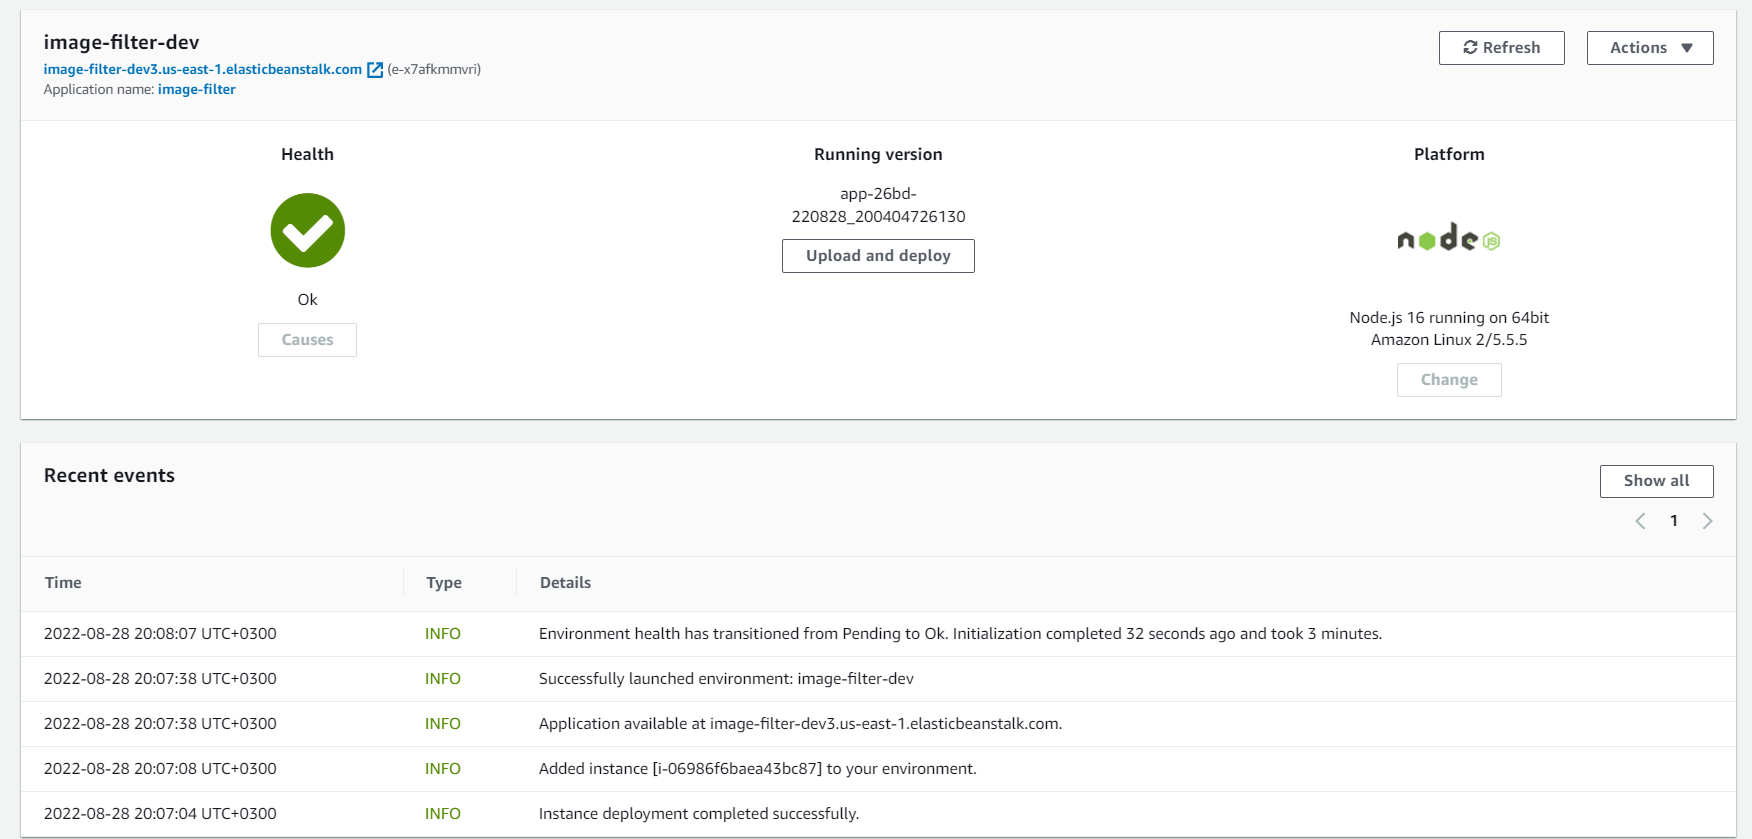 image-filter-dev
image-filter-dev3.us-east-1.elasticbeanstalk.com (e-x7afkmmvri)
Application name: image-filter
Refresh
Actions
Health
Ok
Causes
Running version
app-26bd-
220828_200404726130
Upload and deploy
Platform
node JS
Node.js 16 running on 64bit
Amazon Linux 2/5.5.5
Change
Recent events
Show all
1
Time Type Details
2022-08-28 20:08:07 UTC+0300 INFO Environment health has transitioned from Pending to Ok. Initialization completed 32 seconds ago and took 3 minutes.
2022-08-28 20:07:38 UTC+0300 INFO Successfully launched environment: image-filter-dev
2022-08-28 20:07:38 UTC+0300 INFO Application available at image-filter-dev3.us-east-1.elasticbeanstalk.com.
2022-08-28 20:07:08 UTC+0300 INFO Added instance [i-06986f6baea43bc87] to your environment.
2022-08-28 20:07:04 UTC+0300 INFO Instance deployment completed successfully.